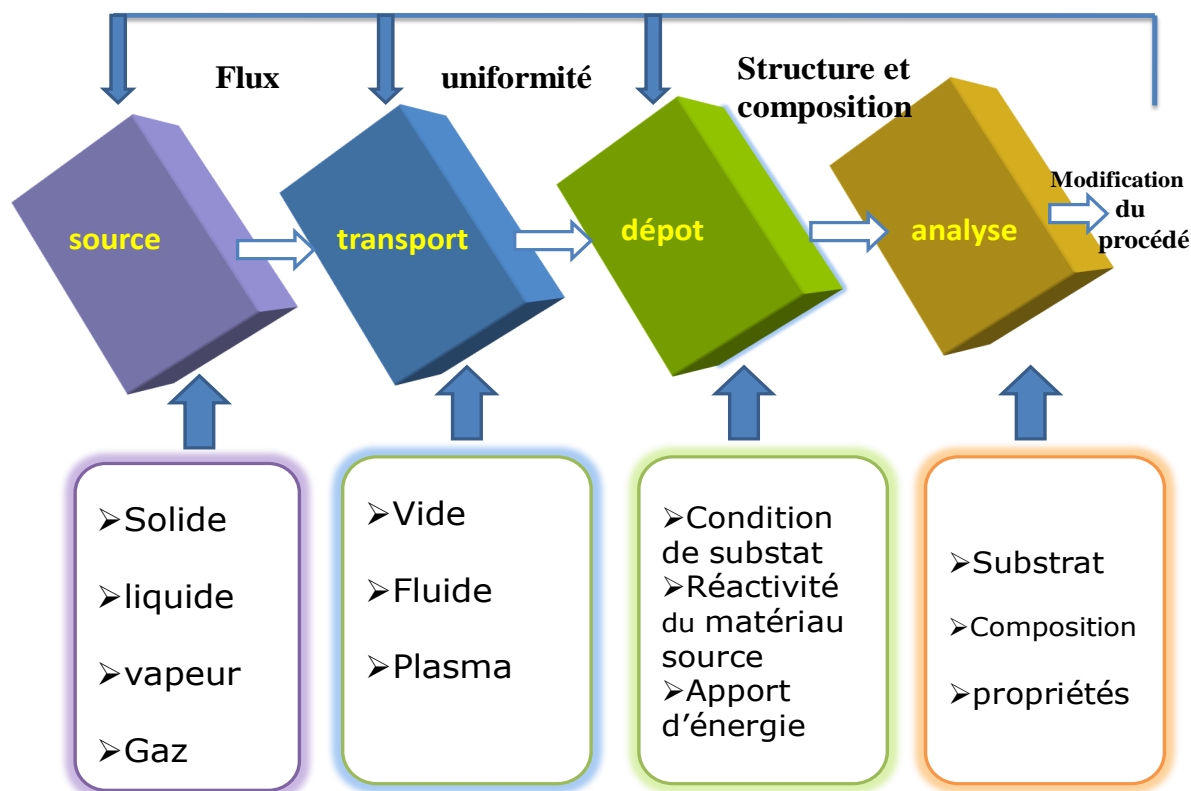 Flux
uniformité
Structure et
composition
source
transport
dépot
analyse
Modification
du
procédé
➢Solide
➢liquide
➢vapeur
➢Gaz
➢Vide
➢Fluide
➢Plasma
➢Condition
de substat
➢Réactivité
du matériau
source
➢Apport
d’énergie
➢Substrat
➢Composition
➢propriétés